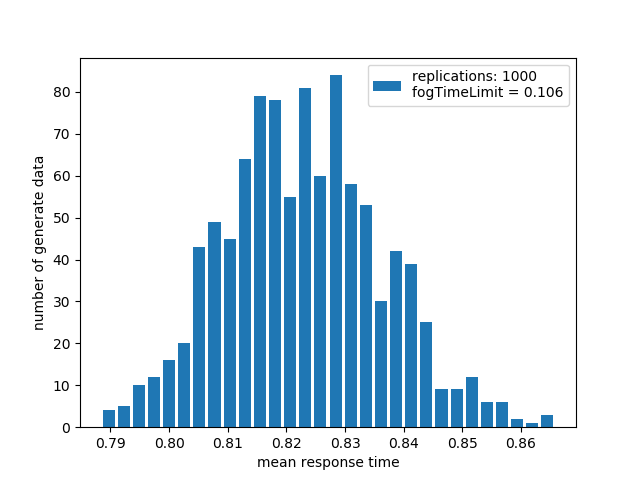 replications: 1000
fogTimeLimit = 0.106
number of generate data
80
70
60
50
40
30
20
10
0
0.79 0.80 0.81 0.82 0.83 0.84 0.85 0.86
mean response time